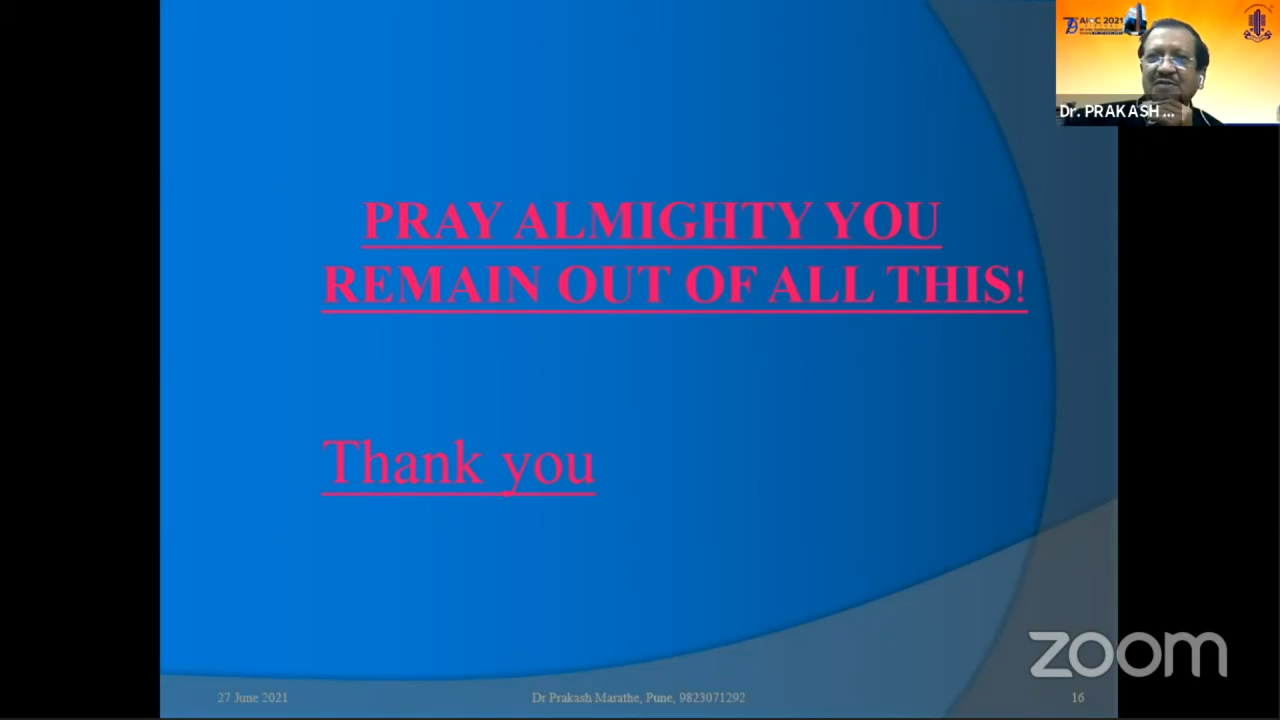 AIOC 2021
PRAY ALMIGHTY YOU
REMAIN OUT OF ALL THIS!
Thank you
27 June 2021
Dr Prakash Marathe, Pune, 9823071292
16
Dr. PRAKASH ...
zoom